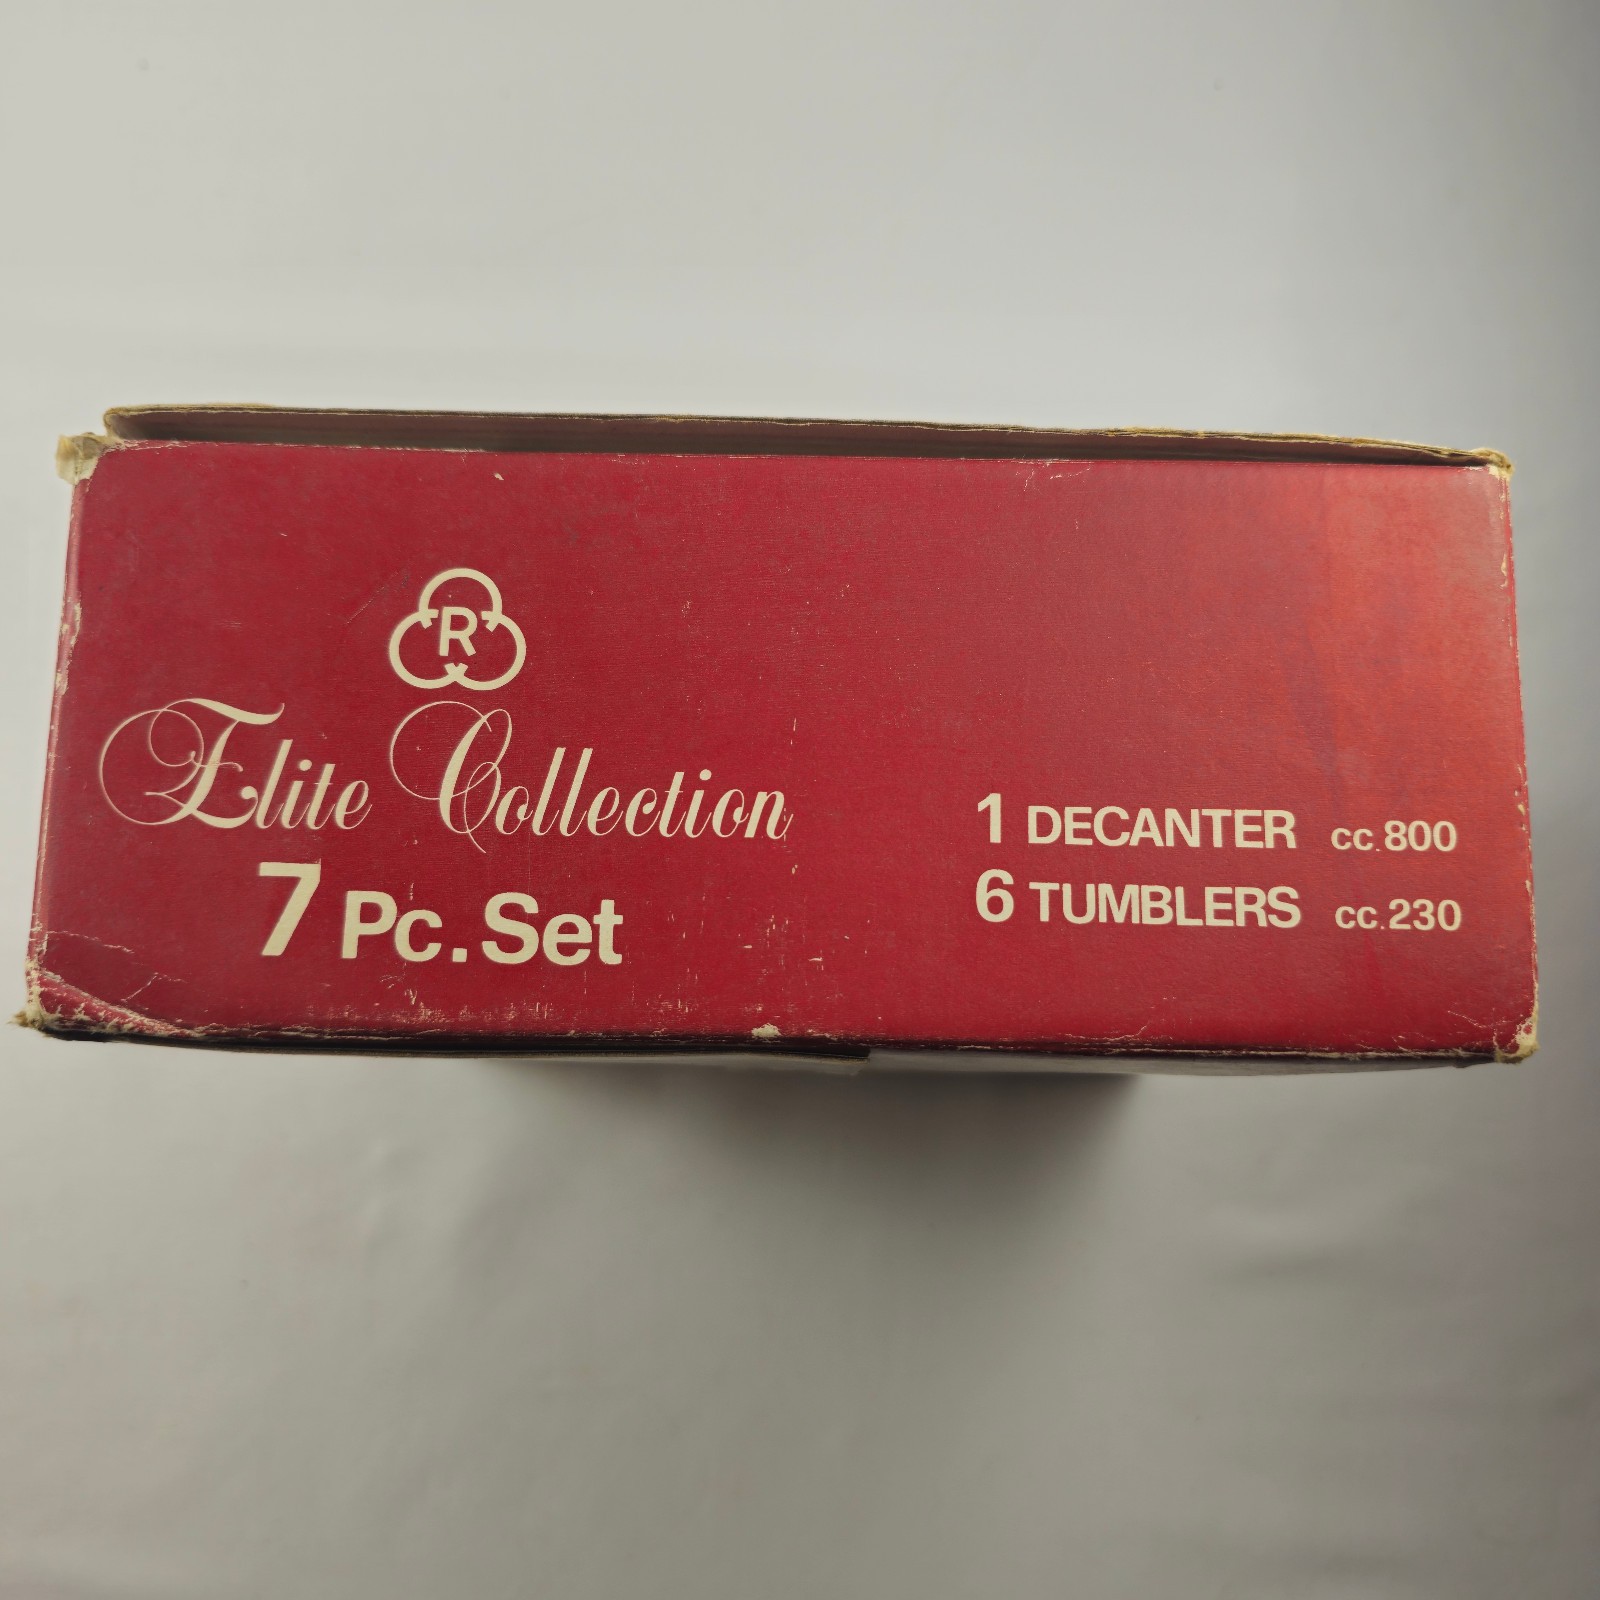 R
Elite Collection
7 Pc. Set
1 DECANTER cc.800
6 TUMBLERS cc.230